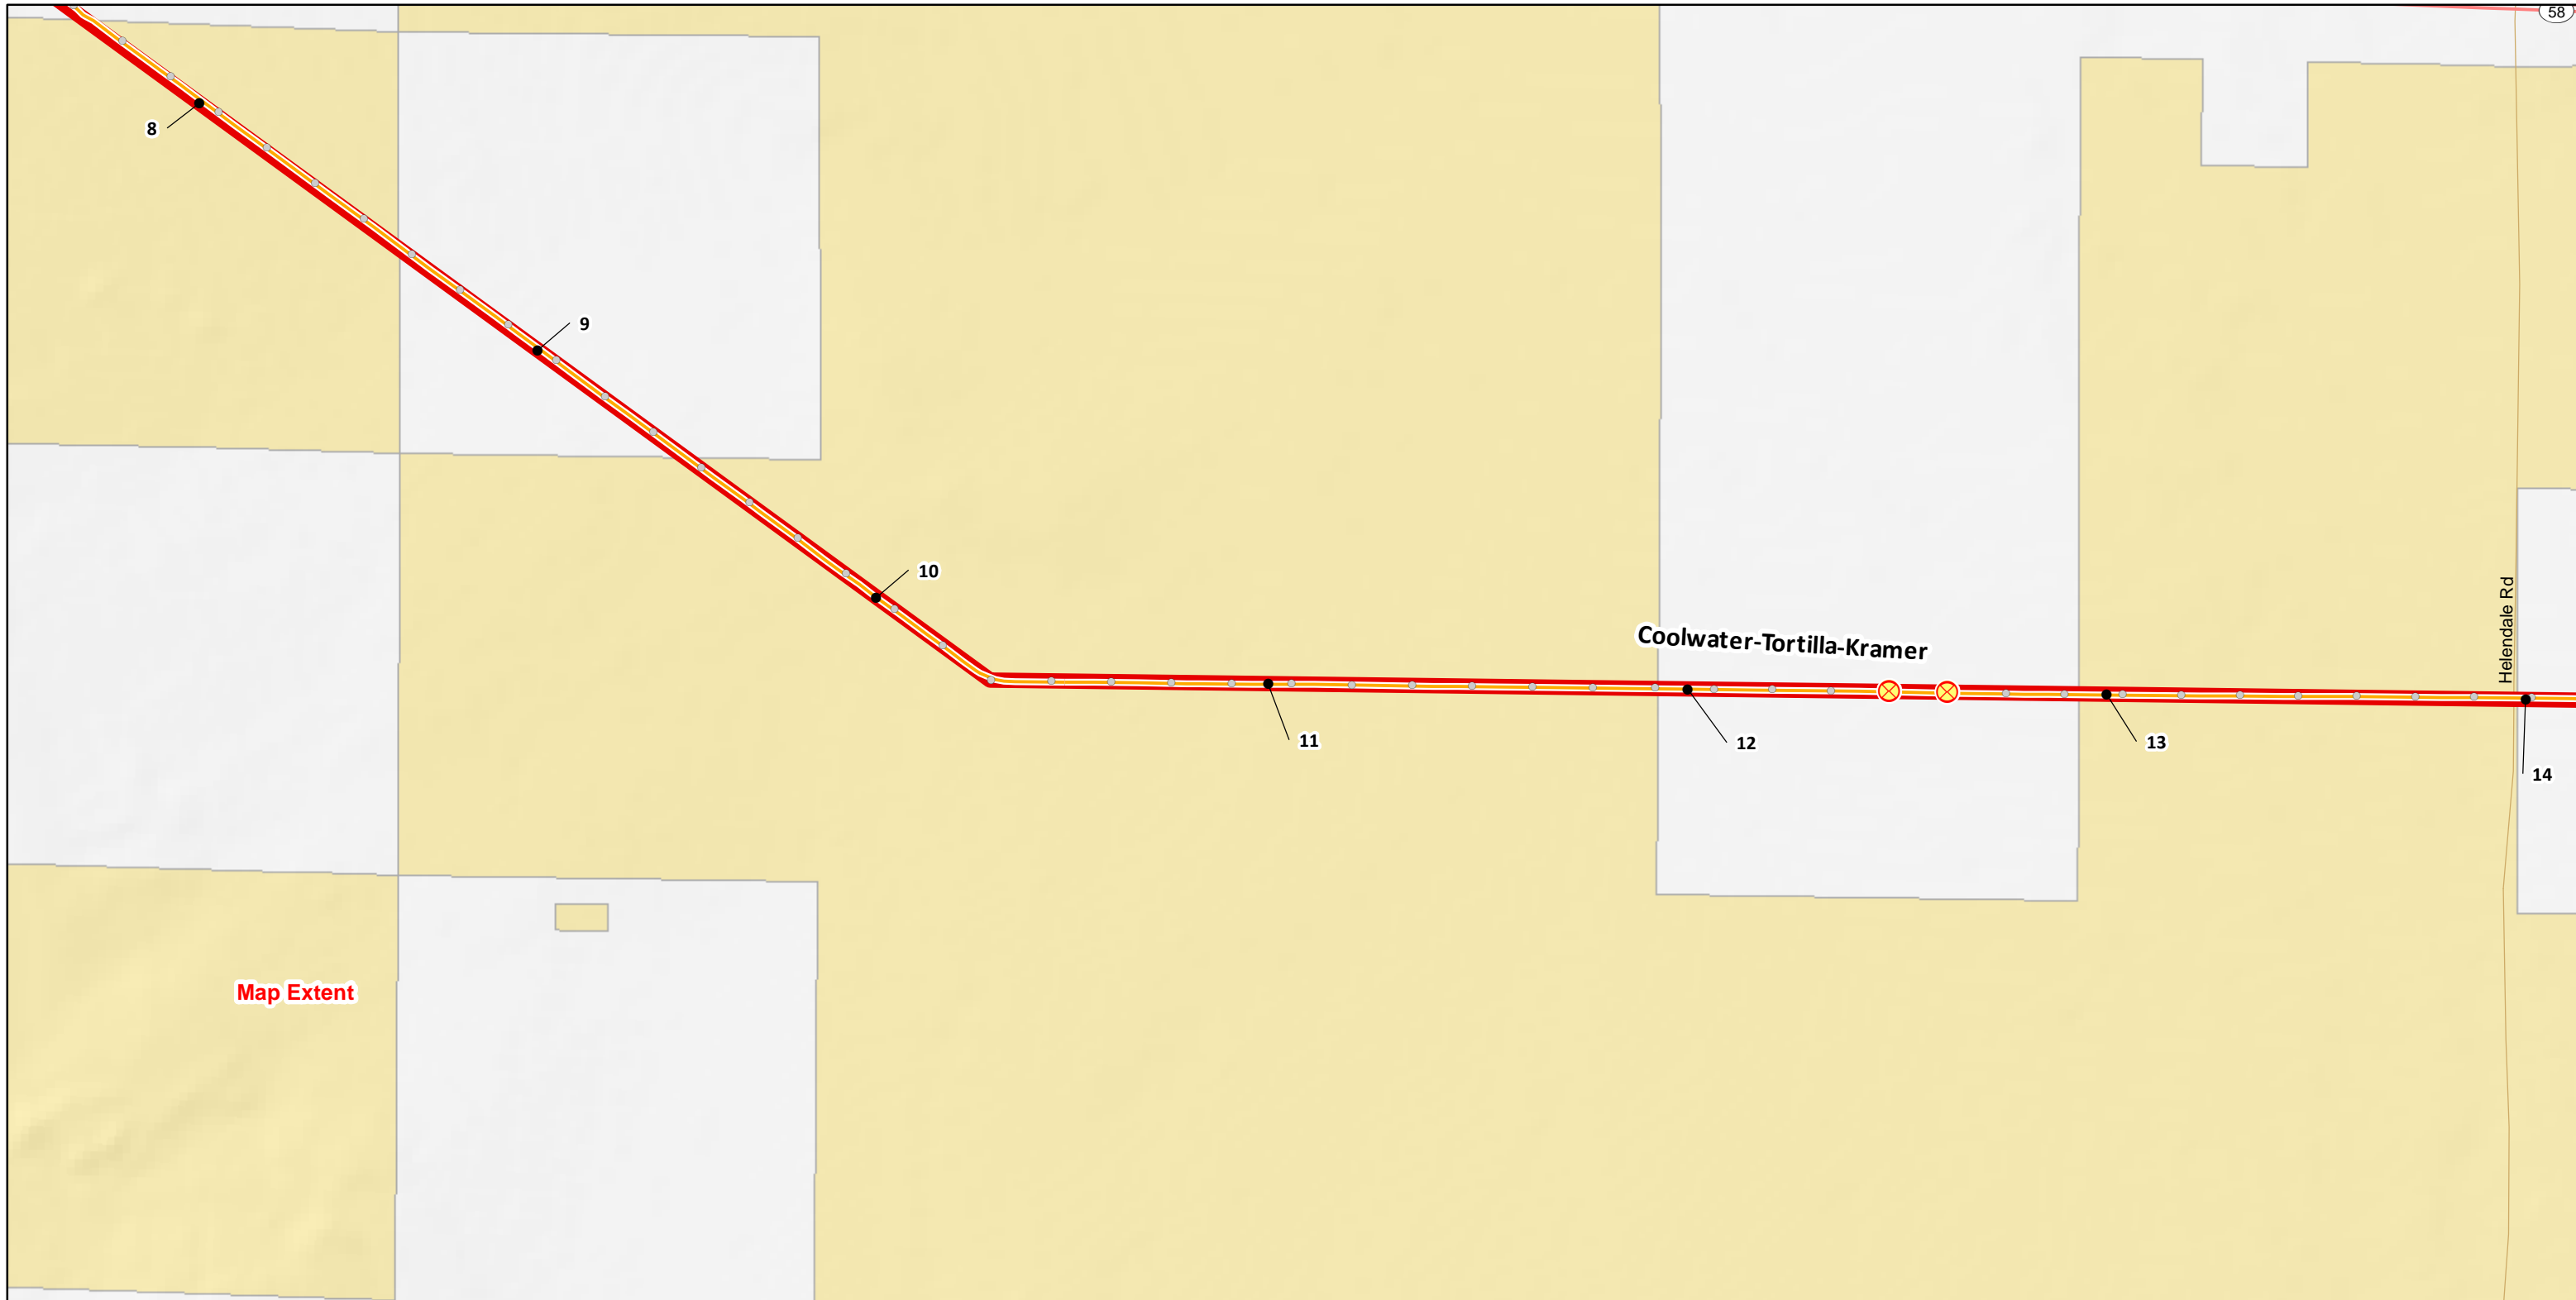 58
8
9
10
Helendale Rd
Coolwater-Tortilla-Kramer
11
12
13
14
Map Extent